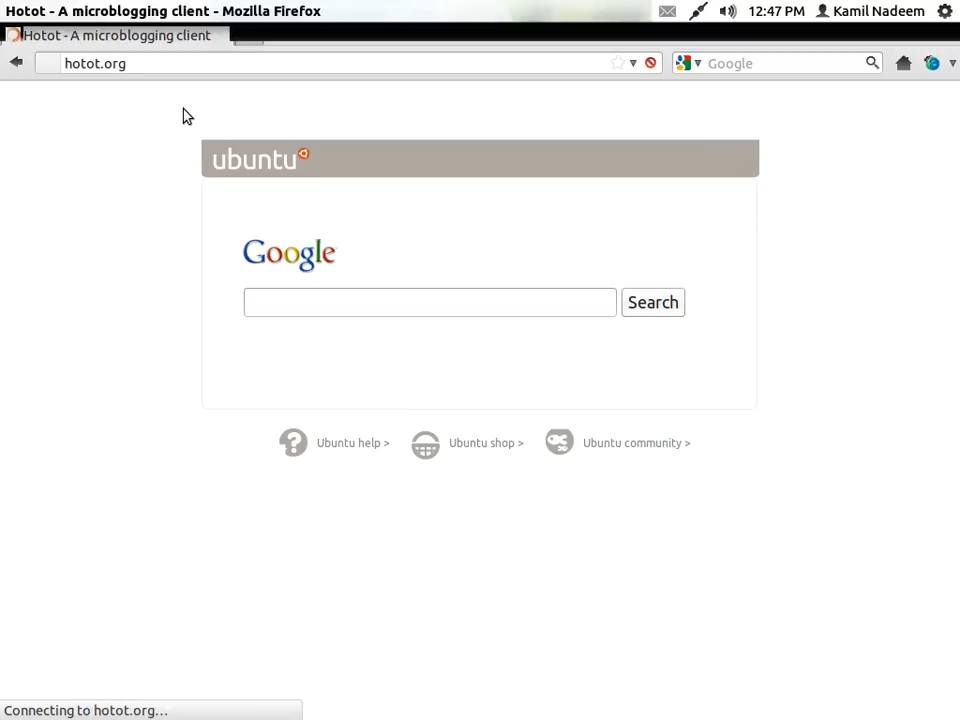 Hotot - A microblogging client - Mozilla Firefox
12:47 PM
Kamil Nadeem
Hotot - A microblogging client
hotot.org
Google
ubuntu
Google
Search
Ubuntu help >
Ubuntu shop >
Ubuntu community >
Connecting to hotot.org...